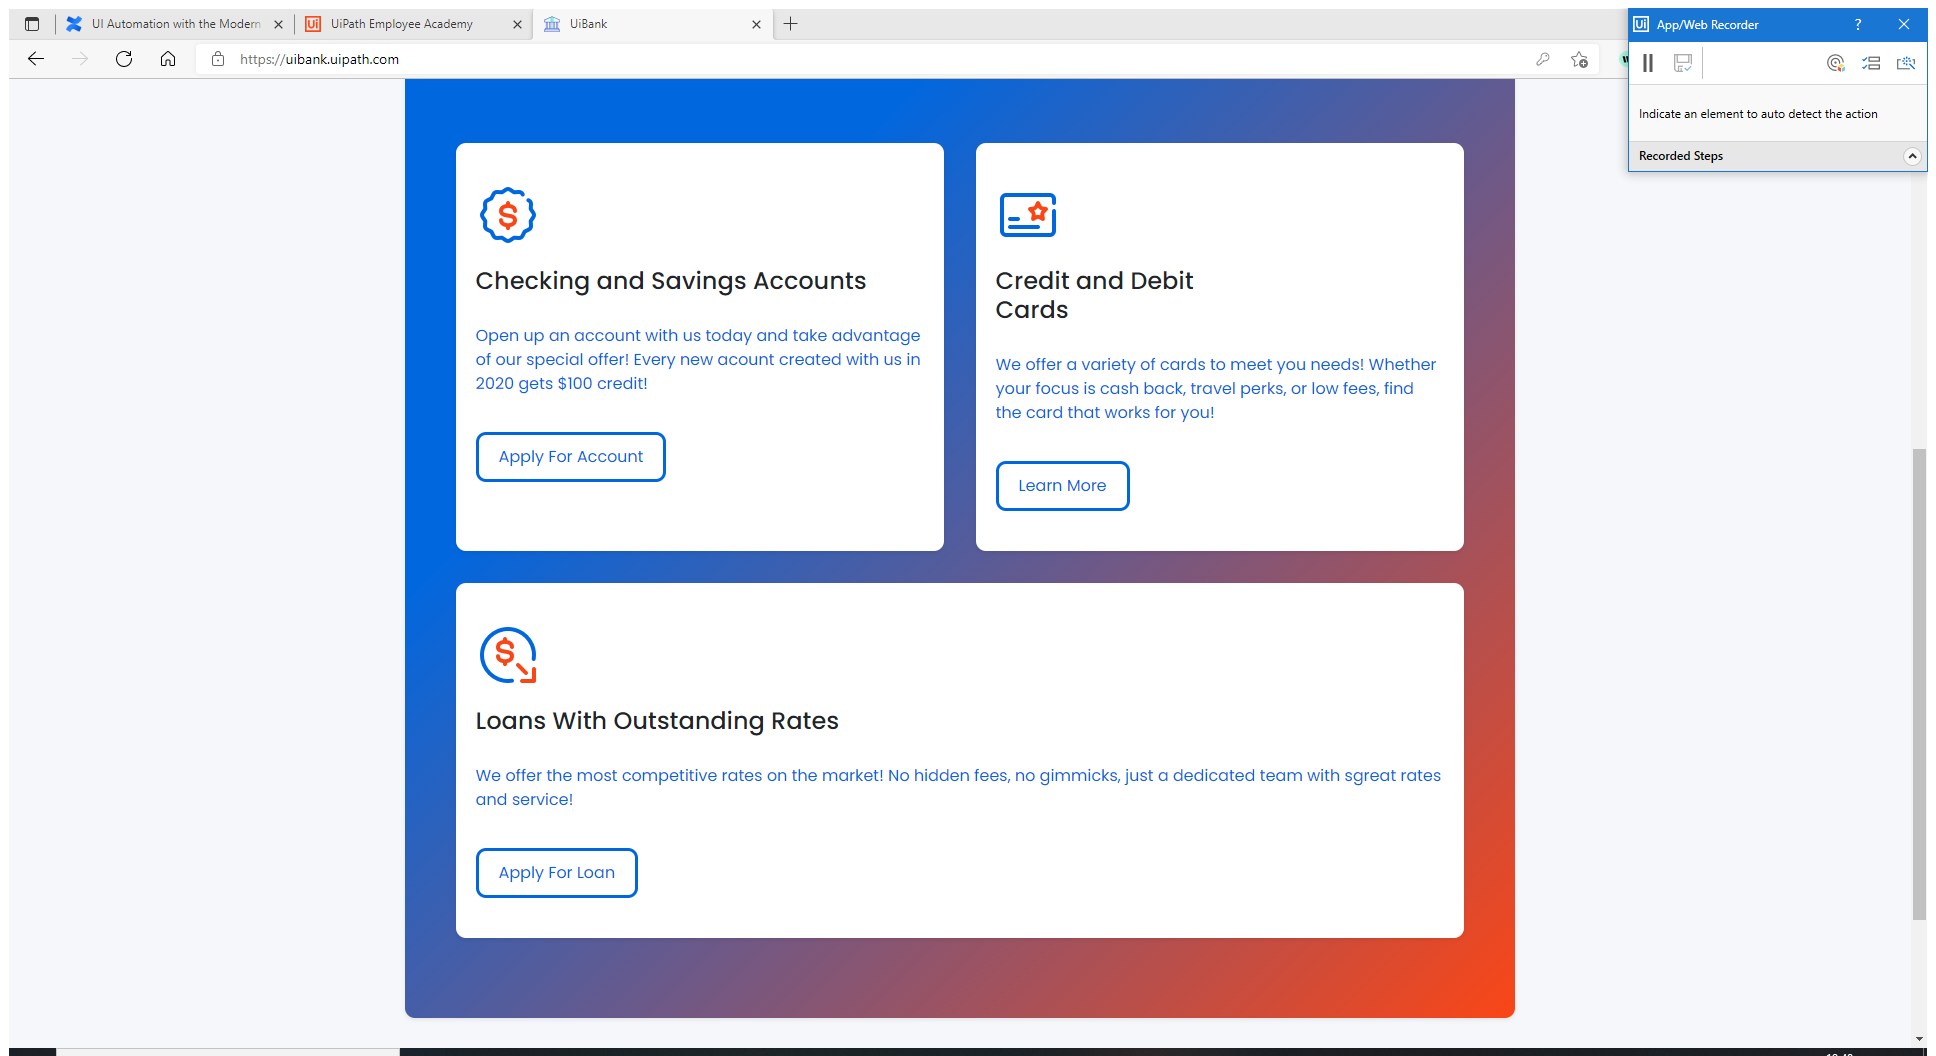 UI Automation with the Modern
UiPath Employee Academy
UiBank
https://uibank.uipath.com
Ui App/Web Recorder
?
Indicate an element to auto detect the action
Recorded Steps
Checking and Savings Accounts
Open up an account with us today and take advantage
of our special offer! Every new acount created with us in
2020 gets $100 credit!
Apply For Account
Credit and Debit
Cards
We offer a variety of cards to meet you needs! Whether
your focus is cash back, travel perks, or low fees, find
the card that works for you!
Learn More
Loans With Outstanding Rates
We offer the most competitive rates on the market! No hidden fees, no gimmicks, just a dedicated team with sgreat rates
and service!
Apply For Loan